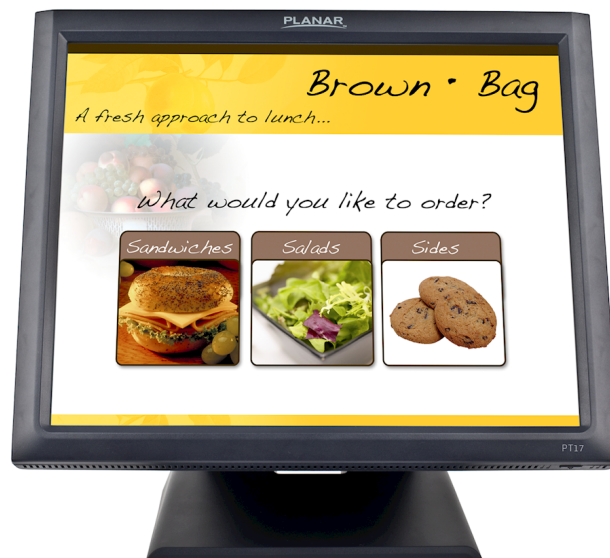 PLANAR
Brown • Bag
A fresh approach to lunch...
What would you like to order?
Sandwiches Salads Sides
PT17